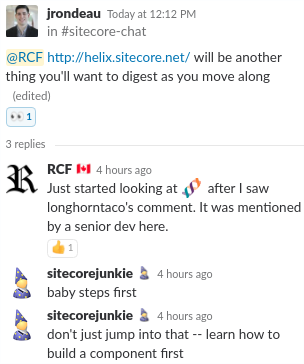 jrondeau Today at 12:12 PM
in #sitecore-chat
@RCF http://helix.sitecore.net/ will be another
thing you'll want to digest as you move along
(edited)
👀 1
3 replies
R RCF 🇨🇦 4 hours ago
Just started looking at after I saw
longhorntaco's comment. It was mentioned
by a senior dev here.
👍 1
sitecorejunkie 4 hours ago
baby steps first
sitecorejunkie 4 hours ago
don't just jump into that -- learn how to
build a component first